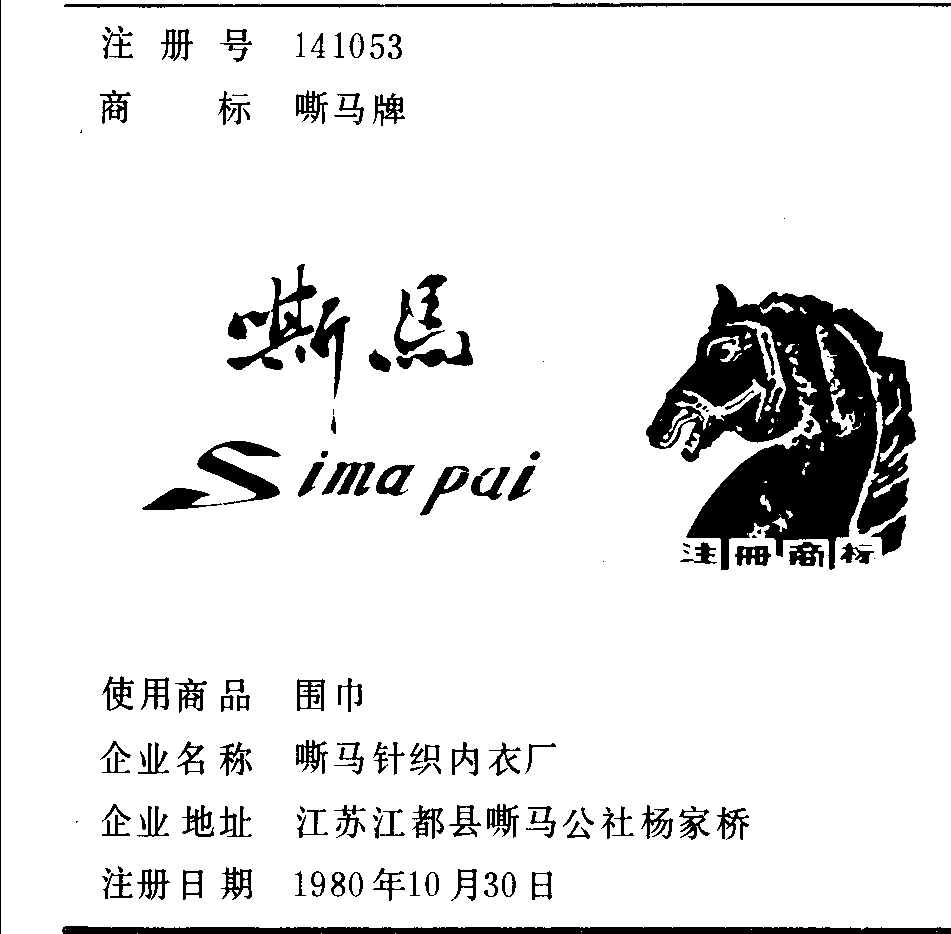 注册号 141053
商标 嘶马牌
嘶馬
Sima pai
注冊商标
使用商品 围巾
企业名称 嘶马针织内衣厂
企业地址 江苏江都县嘶马公社杨家桥
注册日期 1980年10月30日